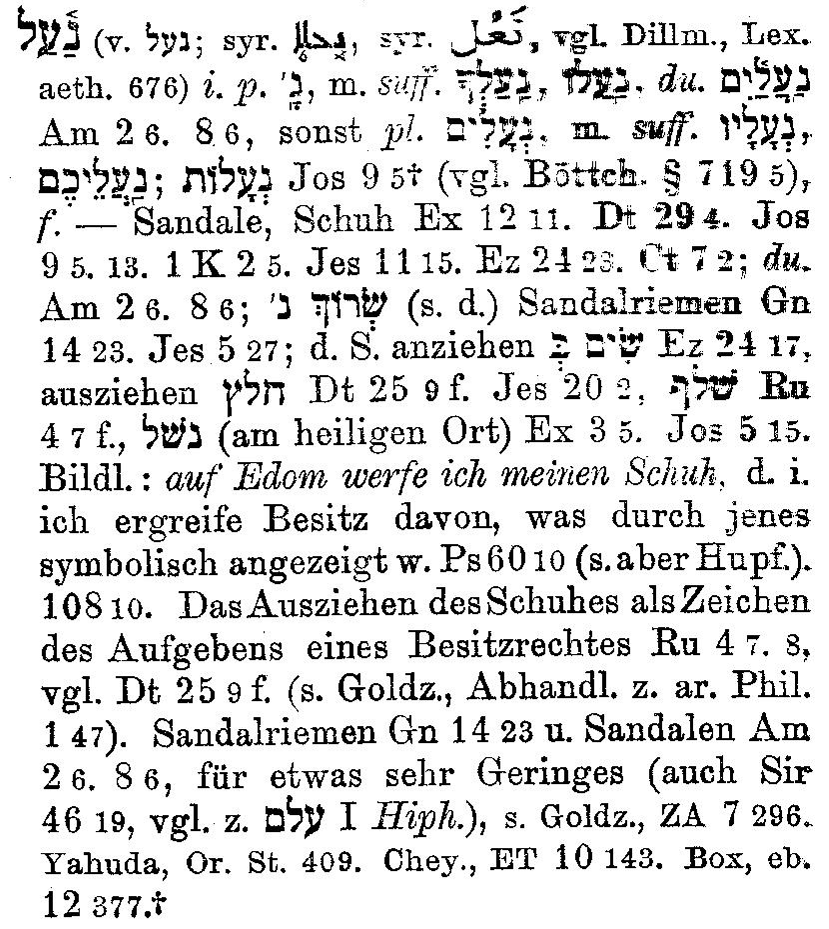 נַ֫עַל (v. נעל; syr. ܢܥܠܐ, syr. نَعْل, vgl. Dillm., Lex.
aeth. 676) i. p. נָ֫', m. suff. נַעַלְךָ, נַעֲלוֹ, du. נַעֲלַ֫יִם
Am 2 6. 8 6, sonst pl. נְעָלִים, m. suff. נְעָלָיו,
נַעֲלֵיכֶם; נְעָלוֹת Jos 9 5† (vgl. Böttch. § 719 5),
f. — Sandale, Schuh Ex 12 11. Dt 29 4. Jos
9 5. 13. 1 K 2 5. Jes 11 15. Ez 24 23. Ct 7 2; du.
Am 2 6. 8 6; שְׂרוֹךְ נ' (s. d.) Sandalriemen Gn
14 23. Jes 5 27; d. S. anziehen שִׂים בְּ Ez 24 17,
ausziehen חלץ Dt 25 9 f. Jes 20 2, שׁלף Ru
4 7 f., נשׁל (am heiligen Ort) Ex 3 5. Jos 5 15.
Bildl.: auf Edom werfe ich meinen Schuh, d. i.
ich ergreife Besitz davon, was durch jenes
symbolisch angezeigt w. Ps 60 10 (s. aber Hupf.).
108 10. Das Ausziehen des Schuhes als Zeichen
des Aufgebens eines Besitzrechtes Ru 4 7. 8,
vgl. Dt 25 9 f. (s. Goldz., Abhandl. z. ar. Phil.
1 47). Sandalriemen Gn 14 23 u. Sandalen Am
2 6. 8 6, für etwas sehr Geringes (auch Sir
46 19, vgl. z. עלם I Hiph.), s. Goldz., ZA 7 296.
Yahuda, Or. St. 409. Chey., ET 10 143. Box, eb.
12 377.†